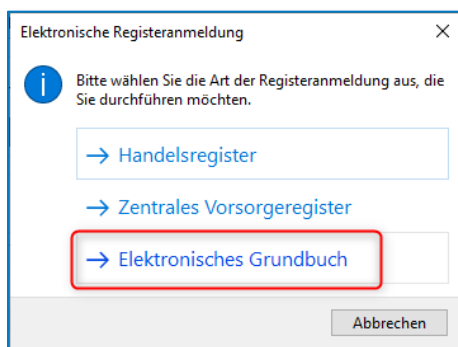 Elektronische Registeranmeldung
Bitte wählen Sie die Art der Registeranmeldung aus, die
Sie durchführen möchten.
→ Handelsregister
→ Zentrales Vorsorgeregister
→ Elektronisches Grundbuch
Abbrechen